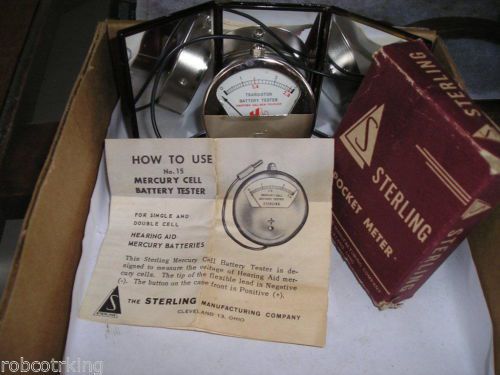 TRANSISTOR
BATTERY TESTER
STERLING
S
STERLING
POCKET METER
HOW TO USE
No. 15
MERCURY CELL
BATTERY TESTER
FOR SINGLE AND
DOUBLE CELL
HEARING AID
MERCURY BATTERIES
This Sterling Mercury Cell Battery Tester is de-
signed to measure the voltage of Hearing Aid mer-
cury cells. The tip of the flexible lead is Negative
(-). The button on the case front is Positive (+).
S
THE STERLING MANUFACTURING COMPANY
CLEVELAND 13, OHIO
robcotrking